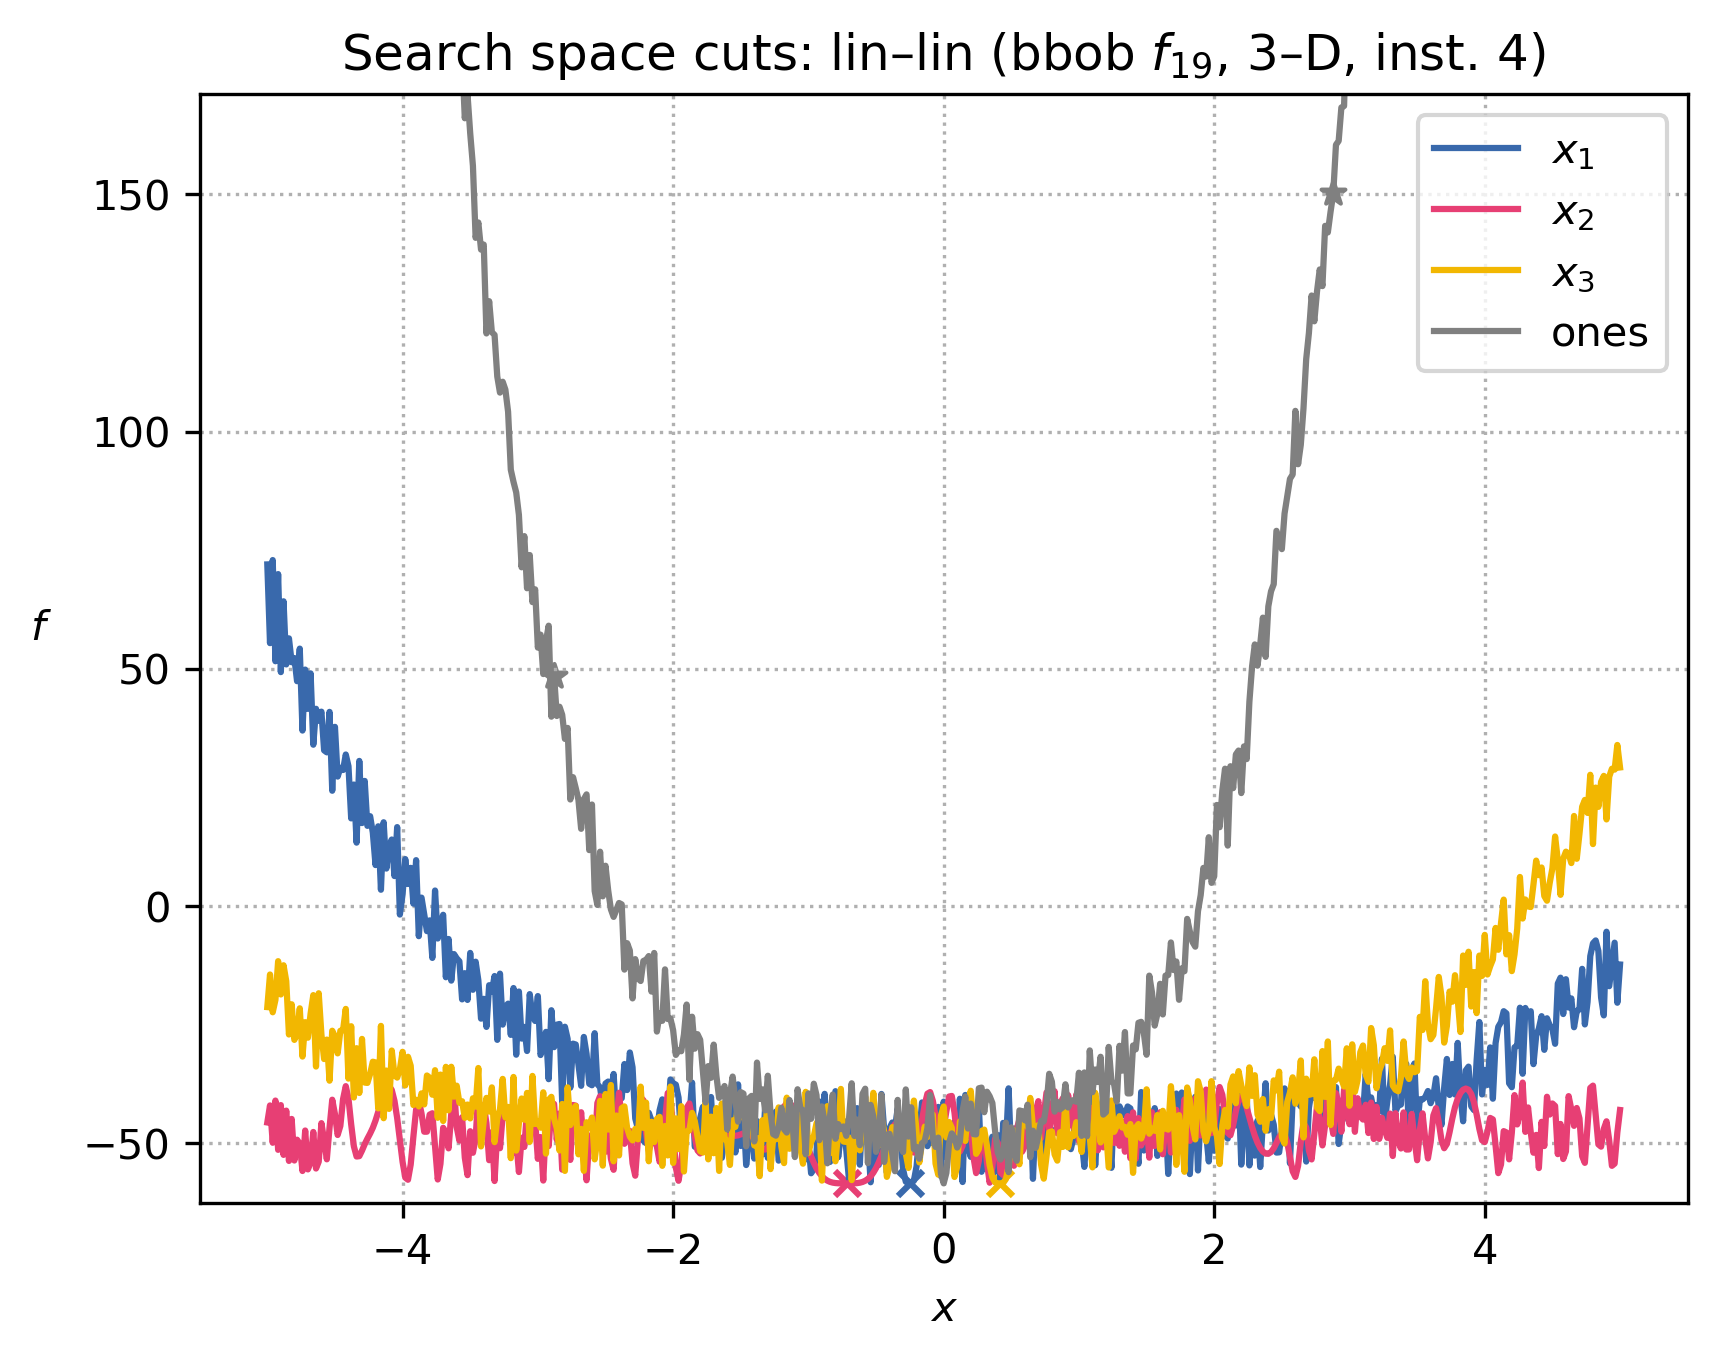 Search space cuts: lin–lin (bbob f₁₉, 3–D, inst. 4)
150
100
50
0
−50
f
−4
−2
0
2
4
x
x₁
x₂
x₃
ones